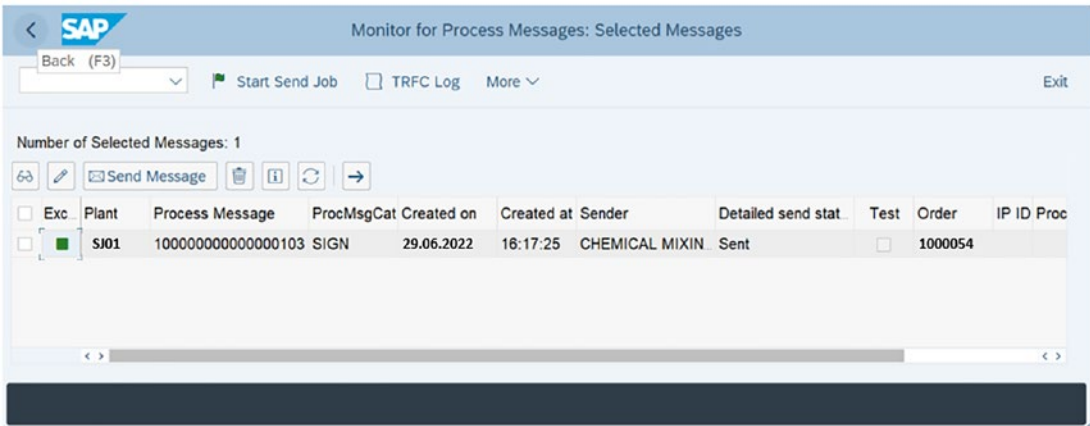 SAP Monitor for Process Messages: Selected Messages
Back (F3)
Start Send Job TRFC Log More Exit
Number of Selected Messages: 1
Send Message
Exc... Plant Process Message ProcMsgCat Created on Created at Sender Detailed send stat... Test Order IP ID Proc
SJ01 100000000000000103 SIGN 29.06.2022 16:17:25 CHEMICAL MIXIN... Sent 1000054